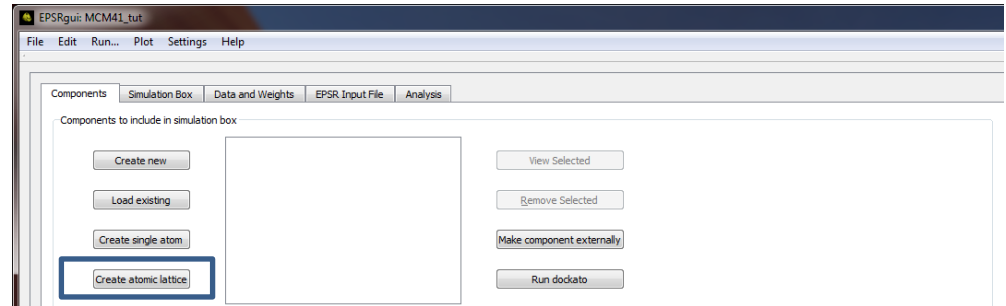 EPSRgui: MCM41_tut
File Edit Run... Plot Settings Help
Components Simulation Box Data and Weights EPSR Input File Analysis
Components to include in simulation box
Create new View Selected
Load existing Remove Selected
Create single atom Make component externally
Create atomic lattice Run dockato